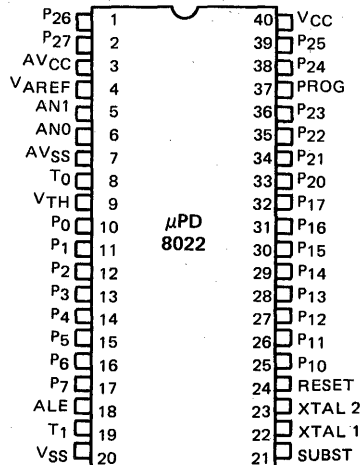 P26 1 40 VCC
P27 2 39 P25
AVCC 3 38 P24
VAREF 4 37 PROG
AN1 5 36 P23
AN0 6 35 P22
AVSS 7 34 P21
T0 8 33 P20
VTH 9 32 P17
P0 10 31 P16
P1 11 30 P15
P2 12 29 P14
P3 13 28 P13
P4 14 27 P12
P5 15 26 P11
P6 16 25 P10
P7 17 24 RESET
ALE 18 23 XTAL 2
T1 19 22 XTAL 1
VSS 20 21 SUBST
μPD
8022